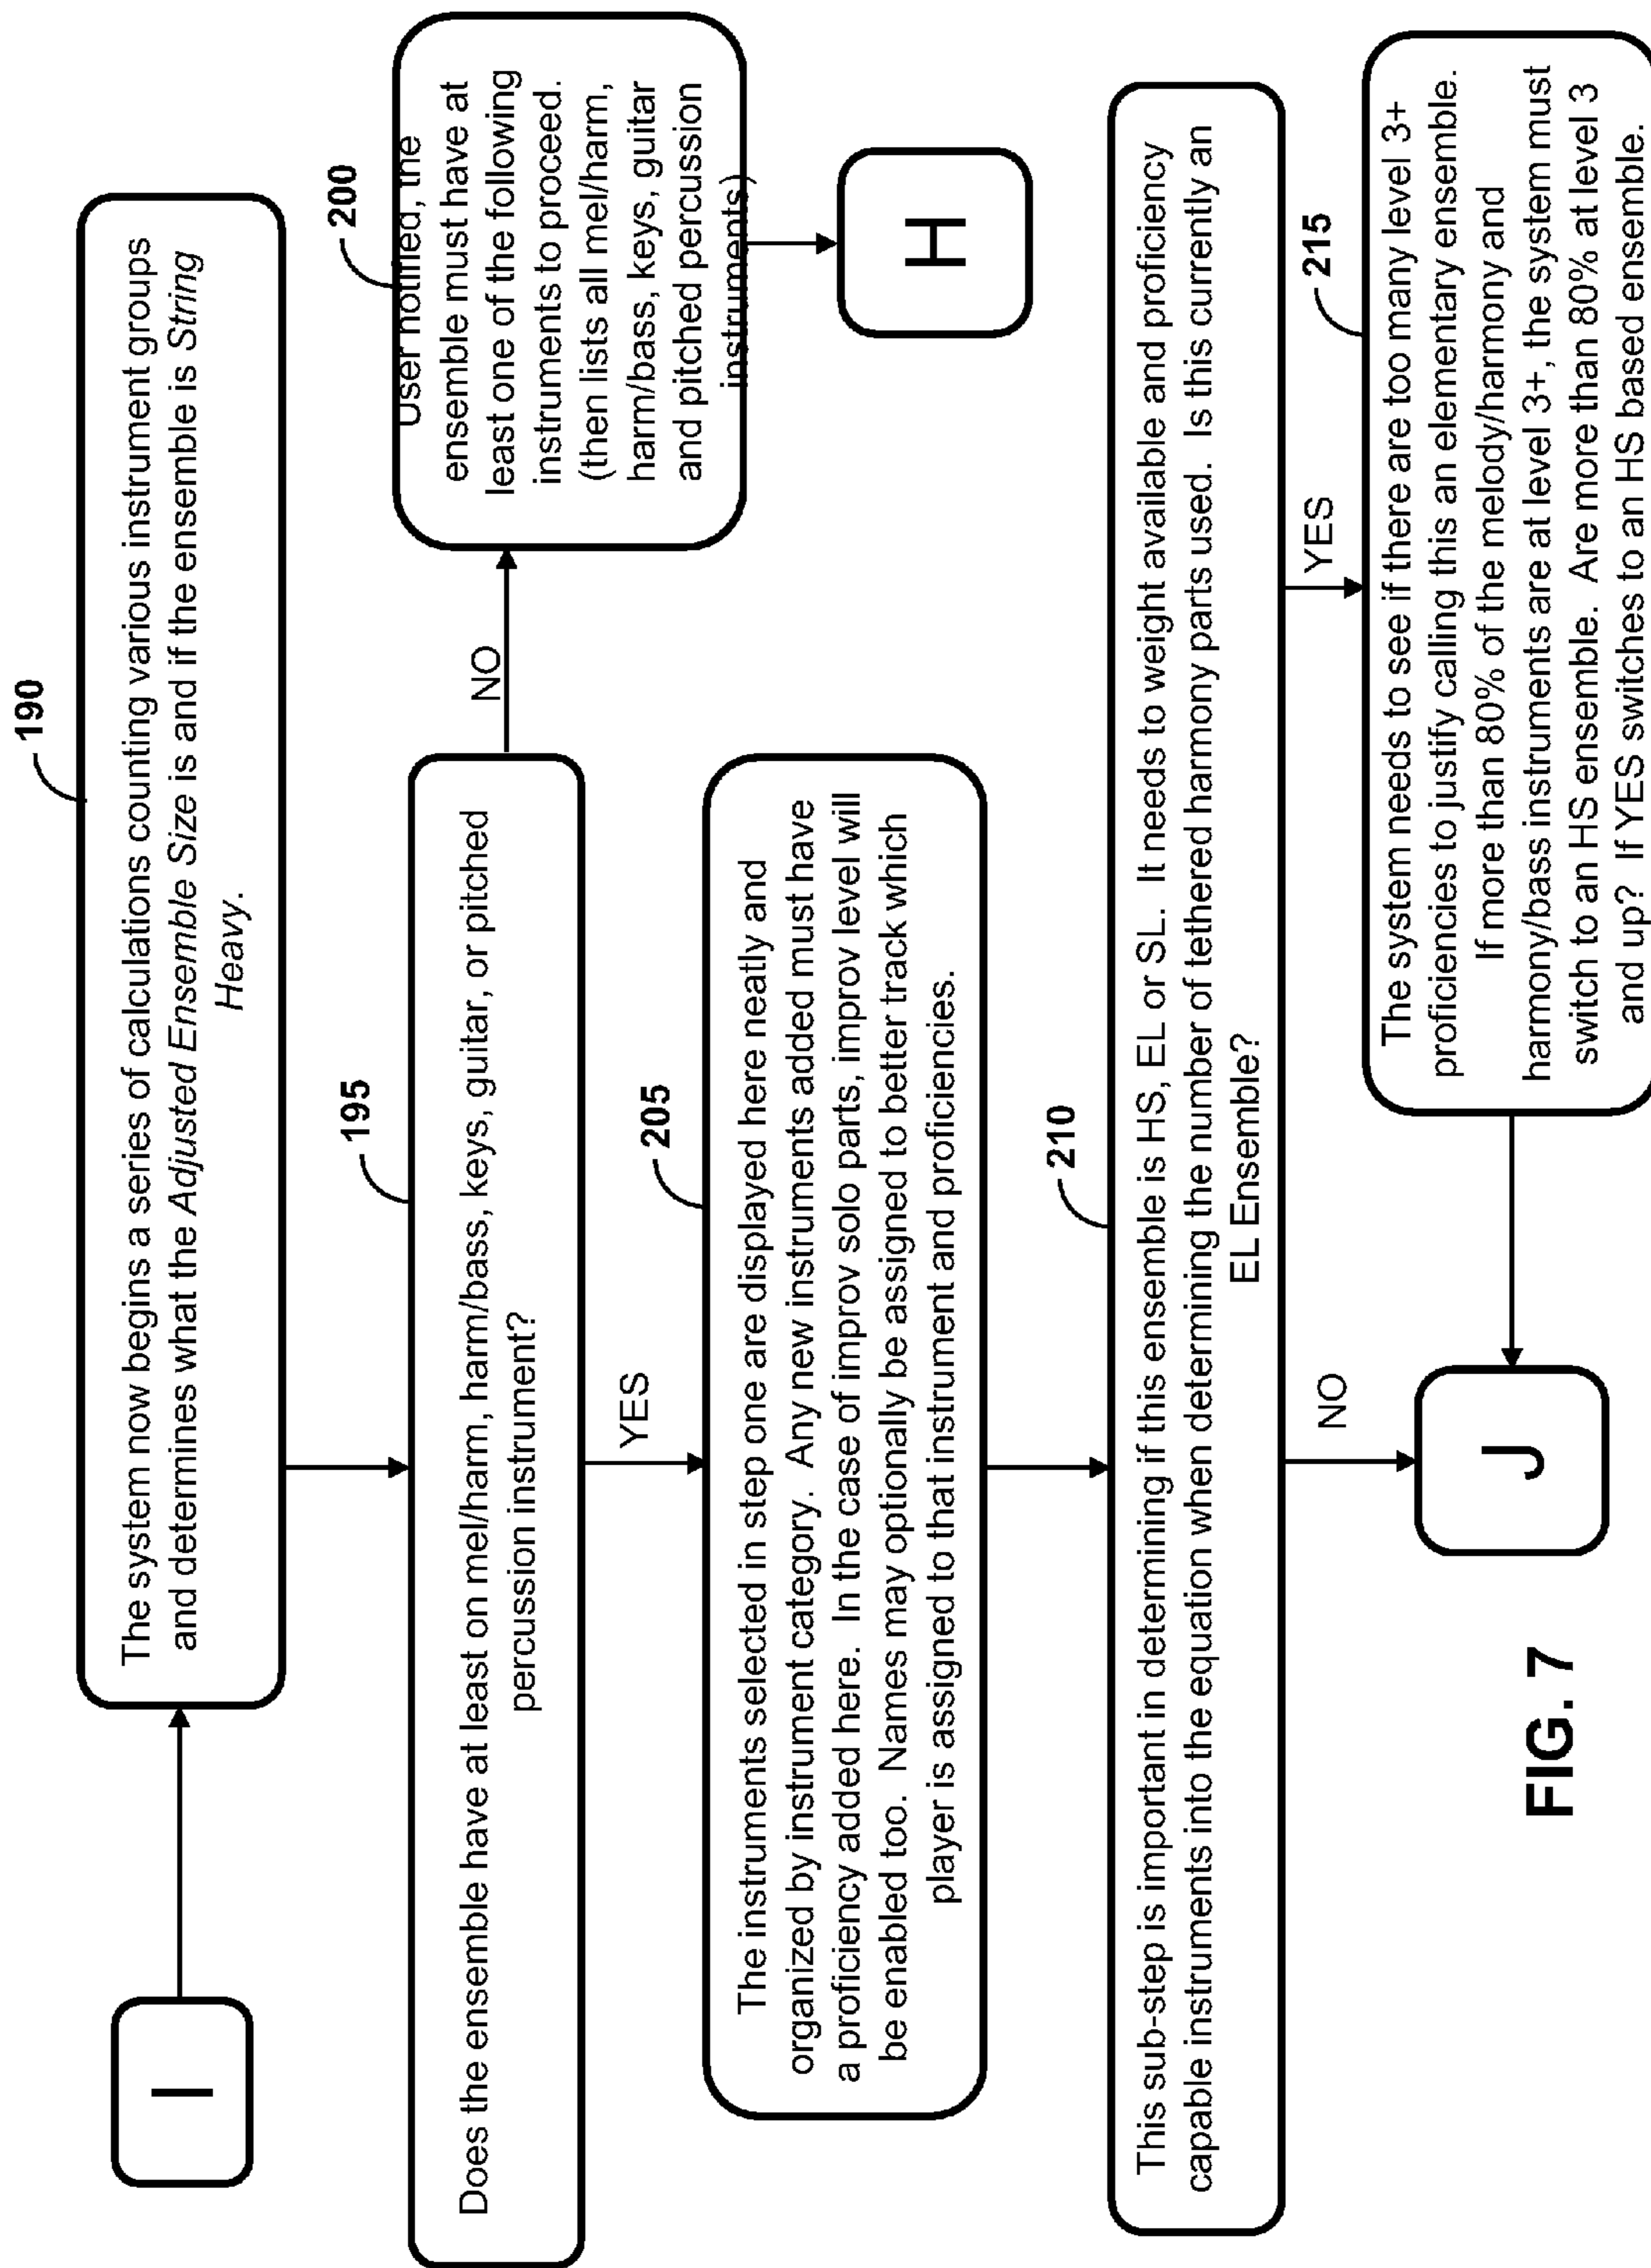 I
190
The system now begins a series of calculations counting various instrument groups
and determines what the Adjusted Ensemble Size is and if the ensemble is String
Heavy.
195
Does the ensemble have at least on mel/harm, harm/bass, keys, guitar, or pitched
percussion instrument?
NO
200
User notified, the
ensemble must have at
least one of the following
instruments to proceed.
(then lists all mel/harm,
harm/bass, keys, guitar
and pitched percussion
instruments)
H
YES
205
The instruments selected in step one are displayed here neatly and
organized by instrument category. Any new instruments added must have
a proficiency added here. In the case of improv solo parts, improv level will
be enabled too. Names may optionally be assigned to better track which
player is assigned to that instrument and proficiencies.
210
This sub-step is important in determining if this ensemble is HS, EL or SL. It needs to weight available and proficiency
capable instruments into the equation when determining the number of tethered harmony parts used. Is this currently an
EL Ensemble?
NO
J
YES
215
The system needs to see if there are too many level 3+
proficiencies to justify calling this an elementary ensemble.
If more than 80% of the melody/harmony and
harmony/bass instruments are at level 3+, the system must
switch to an HS ensemble. Are more than 80% at level 3
and up? If YES switches to an HS based ensemble.
FIG. 7